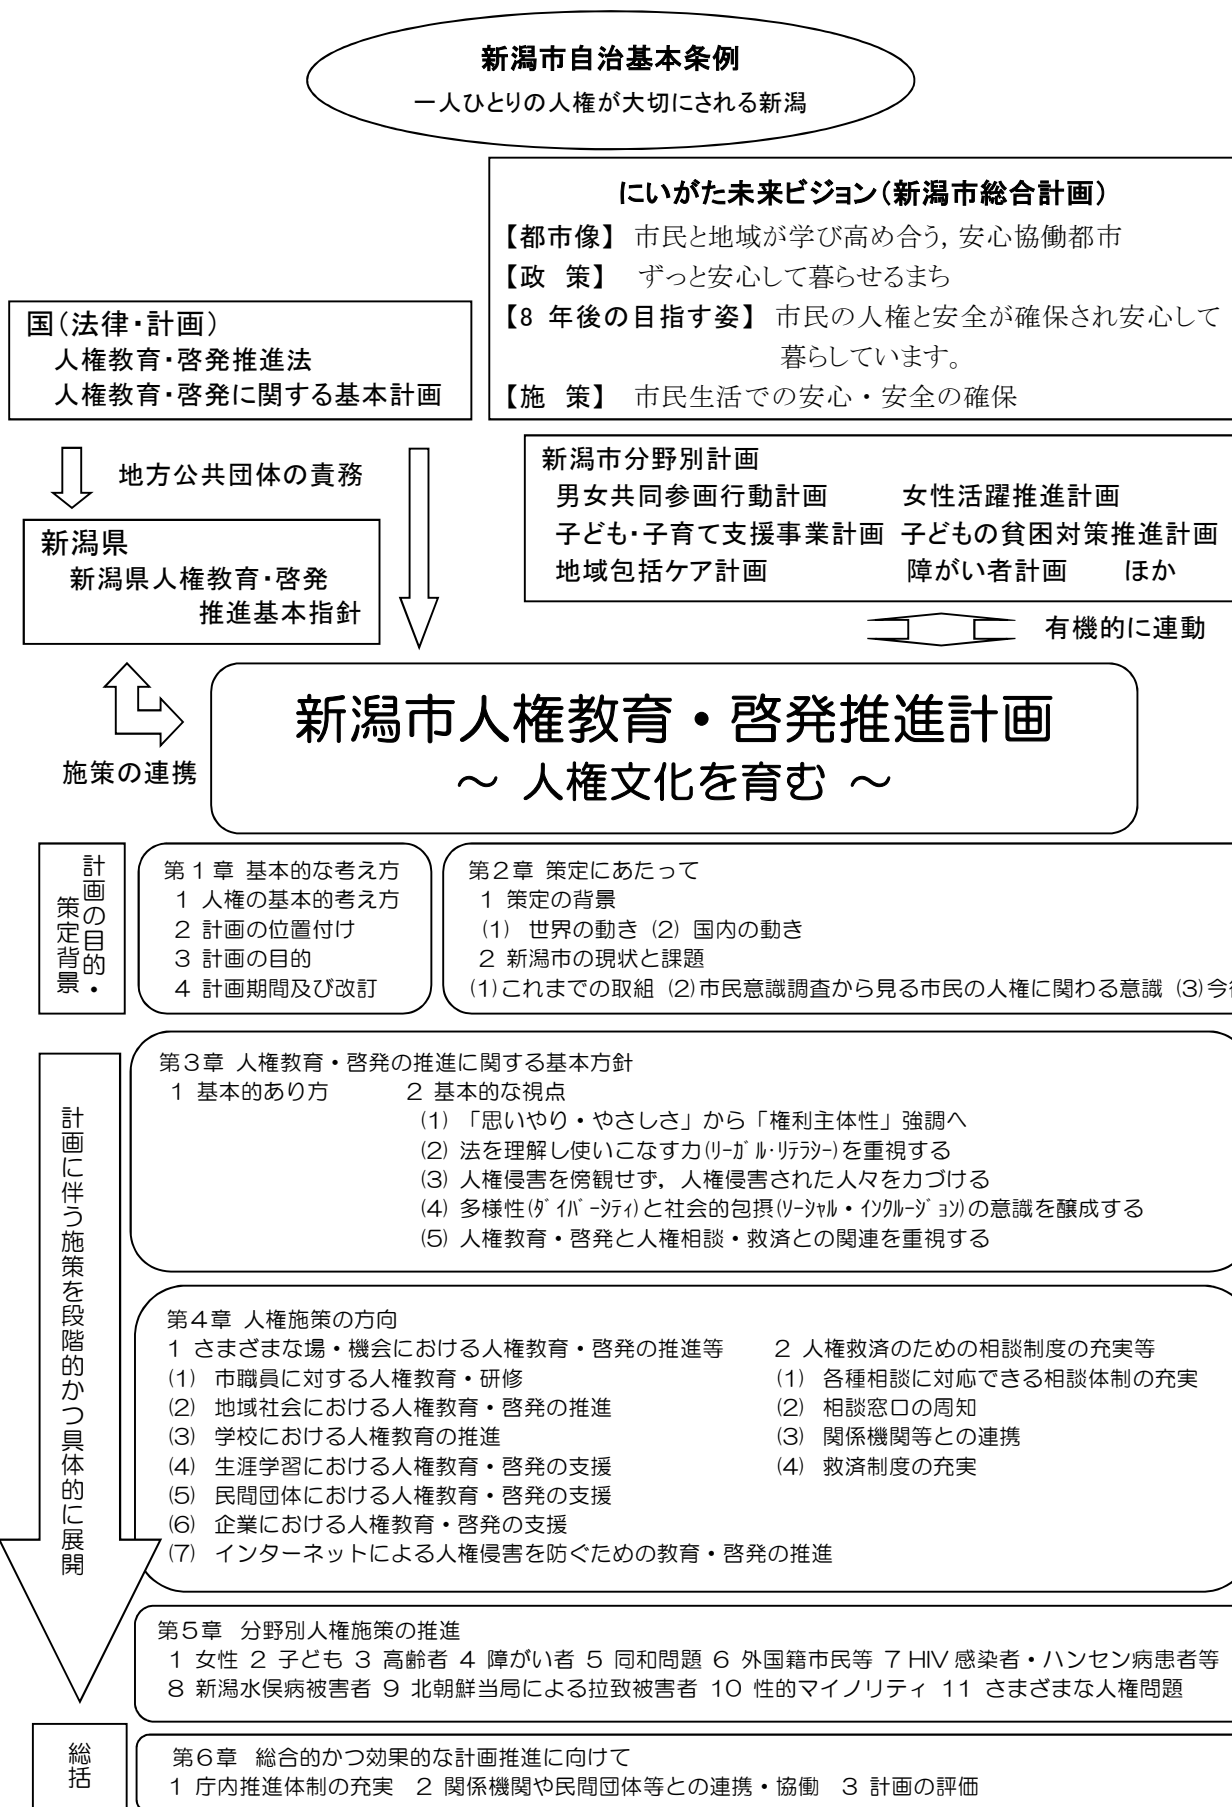 新潟市自治基本条例
一人ひとりの人権が大切にされる新潟
にいがた未来ビジョン（新潟市総合計画）
【都市像】 市民と地域が学び高め合う，安心協働都市
【政　策】 ずっと安心して暮らせるまち
【8 年後の目指す姿】 市民の人権と安全が確保され安心して
暮らしています。
【施　策】 市民生活での安心・安全の確保
国（法律・計画）
人権教育・啓発推進法
人権教育・啓発に関する基本計画
地方公共団体の責務
新潟市分野別計画
男女共同参画行動計画　　女性活躍推進計画
子ども・子育て支援事業計画 子どもの貧困対策推進計画
地域包括ケア計画　　障がい者計画　　ほか
新潟県
新潟県人権教育・啓発
推進基本指針
有機的に連動
施策の連携
新潟市人権教育・啓発推進計画
～ 人権文化を育む ～
計画の目的・
策定背景
第１章 基本的な考え方
１ 人権の基本的考え方
２ 計画の位置付け
３ 計画の目的
４ 計画期間及び改訂
第２章 策定にあたって
１ 策定の背景
(1) 世界の動き (2) 国内の動き
２ 新潟市の現状と課題
(1)これまでの取組 (2)市民意識調査から見る市民の人権に関わる意識 (3)今
計画に伴う施策を段階的かつ具体的に展開
第３章 人権教育・啓発の推進に関する基本方針
１ 基本的あり方　　２ 基本的な視点
(1) 「思いやり・やさしさ」から「権利主体性」強調へ
(2) 法を理解し使いこなす力(ﾘｰｶﾞﾙ･ﾘﾃﾗｼｰ)を重視する
(3) 人権侵害を傍観せず，人権侵害された人々を力づける
(4) 多様性(ﾀﾞｲﾊﾞｰｼﾃｨ)と社会的包摂(ｿｰｼｬﾙ・ｲﾝｸﾙｰｼﾞｮﾝ)の意識を醸成する
(5) 人権教育・啓発と人権相談・救済との関連を重視する
第４章 人権施策の方向
１ さまざまな場・機会における人権教育・啓発の推進等
(1) 市職員に対する人権教育・研修
(2) 地域社会における人権教育・啓発の推進
(3) 学校における人権教育の推進
(4) 生涯学習における人権教育・啓発の支援
(5) 民間団体における人権教育・啓発の支援
(6) 企業における人権教育・啓発の支援
(7) インターネットによる人権侵害を防ぐための教育・啓発の推進
２ 人権救済のための相談制度の充実等
(1) 各種相談に対応できる相談体制の充実
(2) 相談窓口の周知
(3) 関係機関等との連携
(4) 救済制度の充実
第５章 分野別人権施策の推進
１ 女性 ２ 子ども ３ 高齢者 ４ 障がい者 ５ 同和問題 ６ 外国籍市民等 ７ HIV 感染者・ハンセン病患者等
８ 新潟水俣病被害者 ９ 北朝鮮当局による拉致被害者 １０ 性的マイノリティ １１ さまざまな人権問題
総括
第６章 総合的かつ効果的な計画推進に向けて
１ 庁内推進体制の充実 ２ 関係機関や民間団体等との連携・協働 ３ 計画の評価